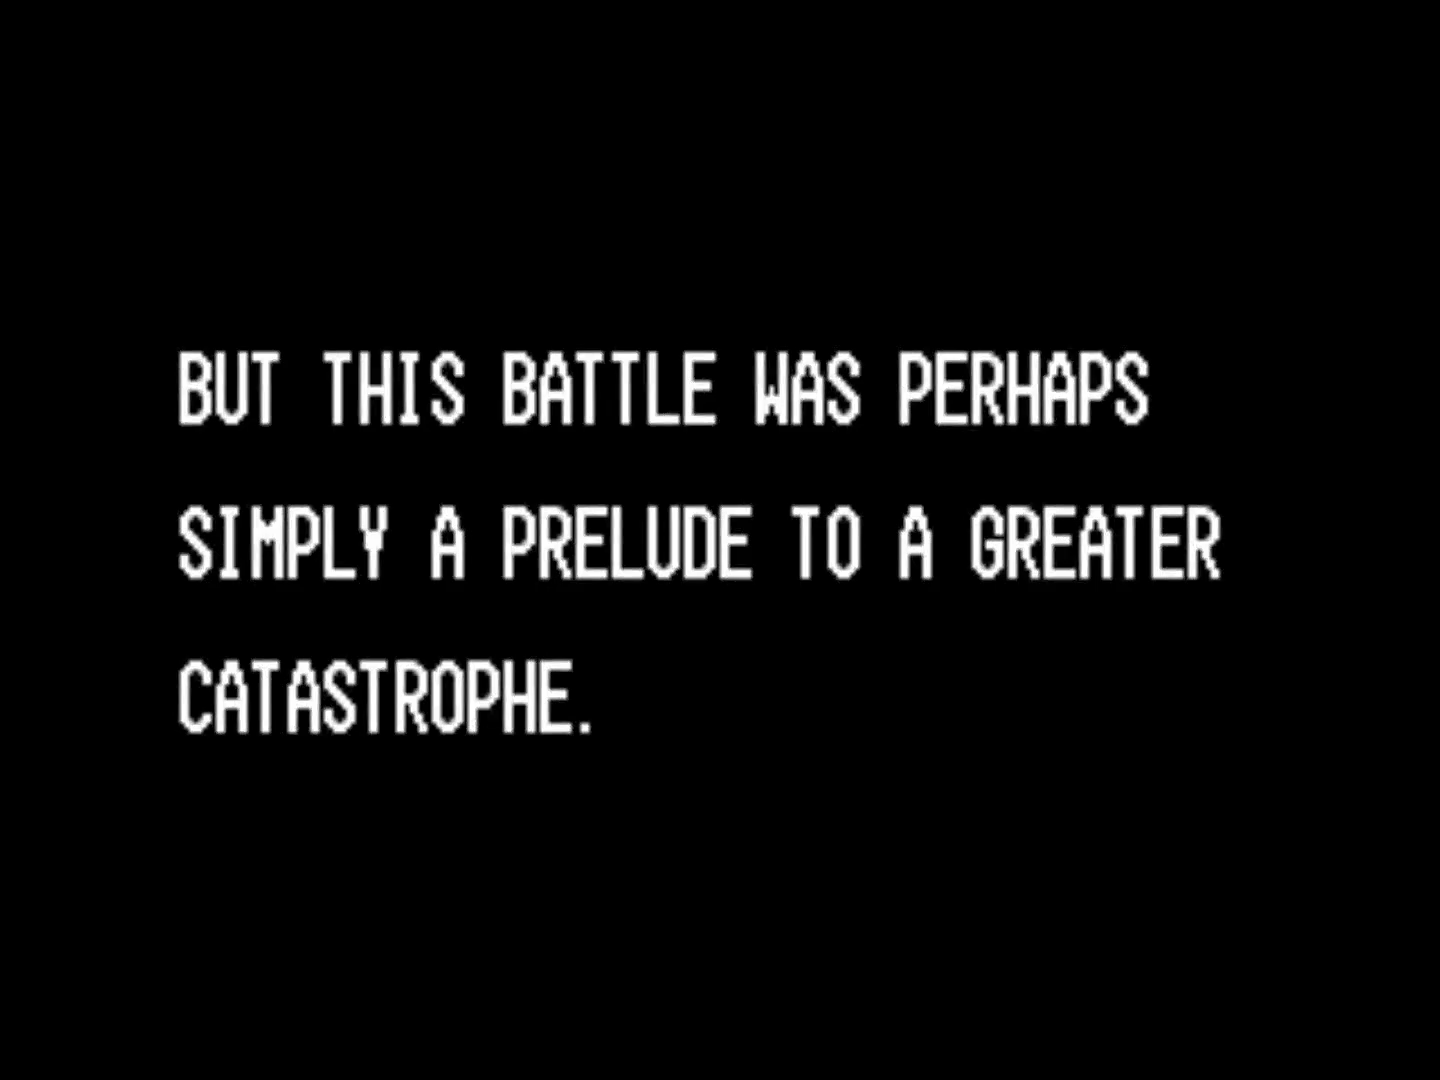 BUT THIS BATTLE WAS PERHAPS
SIMPLY A PRELUDE TO A GREATER
CATASTROPHE.